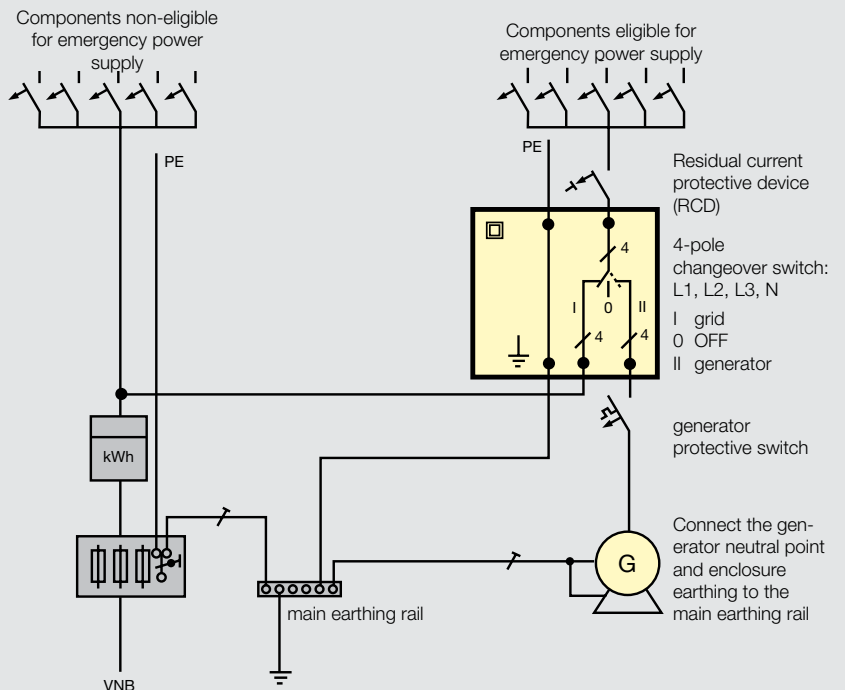 Components non-eligible
for emergency power
supply
Components eligible for
emergency power supply
PE
PE
Residual current
protective device
(RCD)
4
4-pole
changeover switch:
L1, L2, L3, N
I grid
0 OFF
II generator
I
0
II
4
4
generator
protective switch
kWh
Connect the gen-
erator neutral point
and enclosure
earthing to the
main earthing rail
G
main earthing rail
VNB